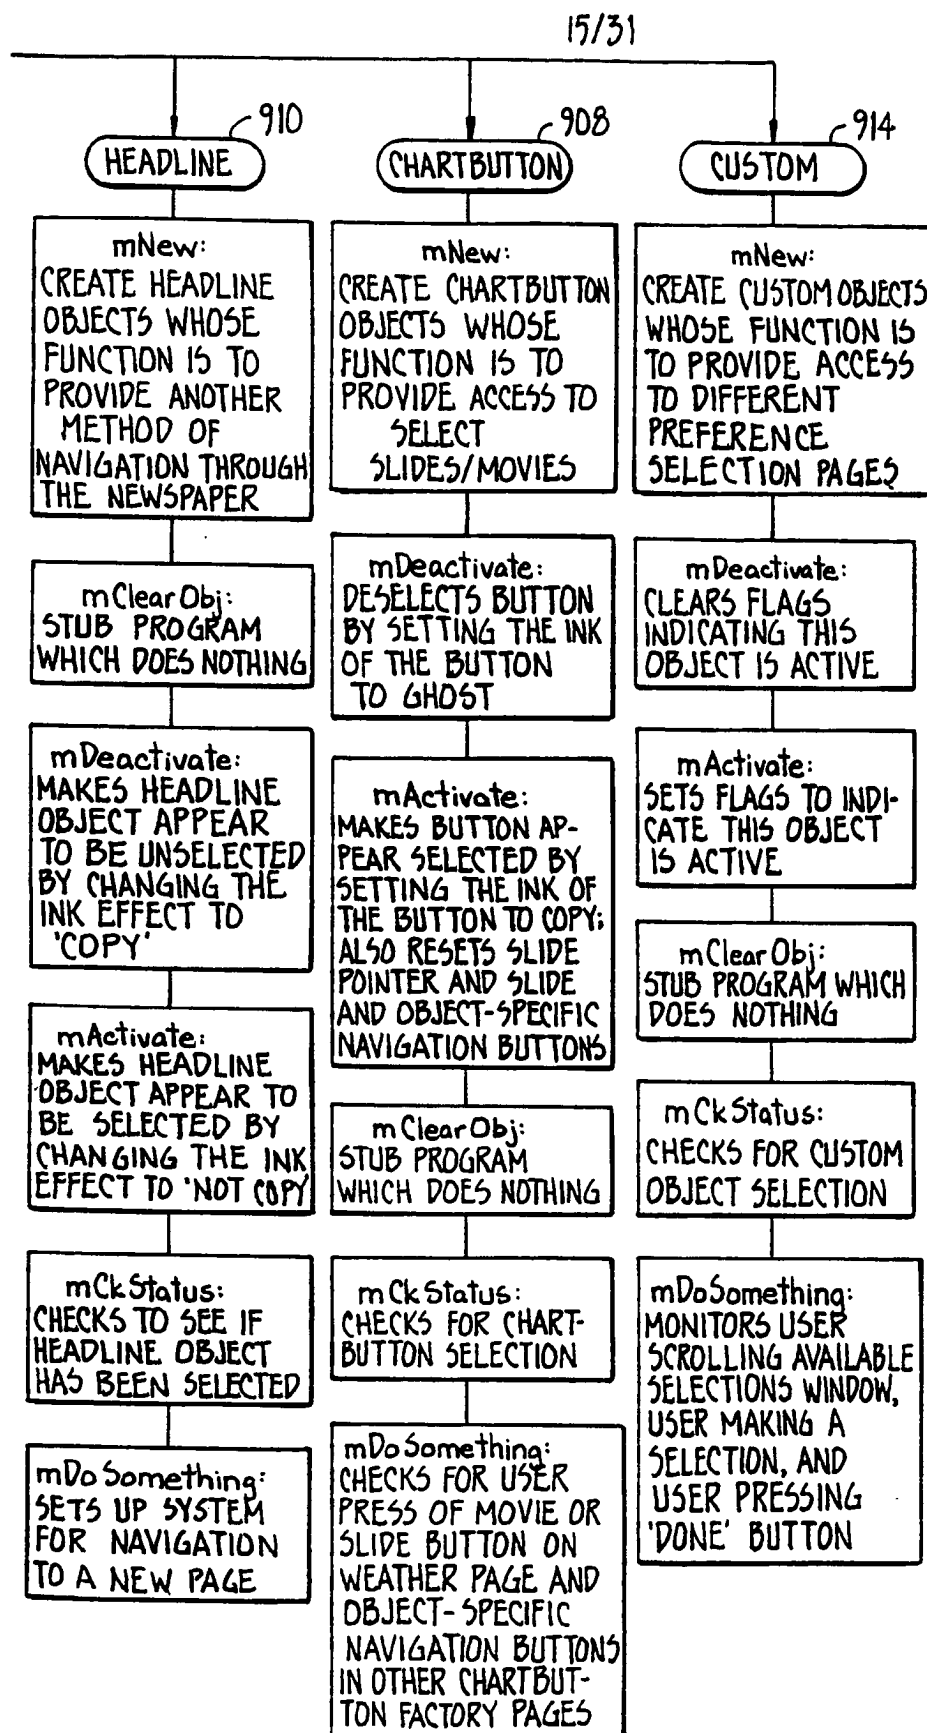 15/31
910
HEADLINE
mNew:
CREATE HEADLINE
OBJECTS WHOSE
FUNCTION IS TO
PROVIDE ANOTHER
METHOD OF
NAVIGATION THROUGH
THE NEWSPAPER
mClearObj:
STUB PROGRAM
WHICH DOES NOTHING
mDeactivate:
MAKES HEADLINE
OBJECT APPEAR
TO BE UNSELECTED
BY CHANGING THE
INK EFFECT TO
'COPY'
mActivate:
MAKES HEADLINE
OBJECT APPEAR TO
BE SELECTED BY
CHANGING THE INK
EFFECT TO 'NOT COPY
mCkStatus:
CHECKS TO SEE IF
HEADLINE OBJECT
HAS BEEN SELECTED
mDoSomething:
SETS UP SYSTEM
FOR NAVIGATION
TO A NEW PAGE
908
CHARTBUTTON
mNew:
CREATE CHARTBUTTON
OBJECTS WHOSE
FUNCTION IS TO
PROVIDE ACCESS TO
SELECT
SLIDES/MOVIES
mDeactivate:
DESELECTS BUTTON
BY SETTING THE INK
OF THE BUTTON
TO GHOST
mActivate:
MAKES BUTTON AP-
PEAR SELECTED BY
SETTING THE INK OF
THE BUTTON TO COPY;
ALSO RESETS SLIDE
POINTER AND SLIDE
AND OBJECT-SPECIFIC
NAVIGATION BUTTONS
mClearObj:
STUB PROGRAM
WHICH DOES NOTHING
mCkStatus:
CHECKS FOR CHART-
BUTTON SELECTION
mDoSomething:
CHECKS FOR USER
PRESS OF MOVIE OR
SLIDE BUTTON ON
WEATHER PAGE AND
OBJECT-SPECIFIC
NAVIGATION BUTTONS
IN OTHER CHARTBUT-
TON FACTORY PAGES
914
CUSTOM
mNew:
CREATE CUSTOM OBJECTS
WHOSE FUNCTION IS
TO PROVIDE ACCESS
TO DIFFERENT
PREFERENCE
SELECTION PAGES
mDeactivate:
CLEARS FLAGS
INDICATING THIS
OBJECT IS ACTIVE
mActivate:
SETS FLAGS TO INDI-
CATE THIS OBJECT
IS ACTIVE
mClearObj:
STUB PROGRAM WHICH
DOES NOTHING
mCkStatus:
CHECKS FOR CUSTOM
OBJECT SELECTION
mDoSomething:
MONITORS USER
SCROLLING AVAILABLE
SELECTIONS WINDOW,
USER MAKING A
SELECTION, AND
USER PRESSING
'DONE' BUTTON